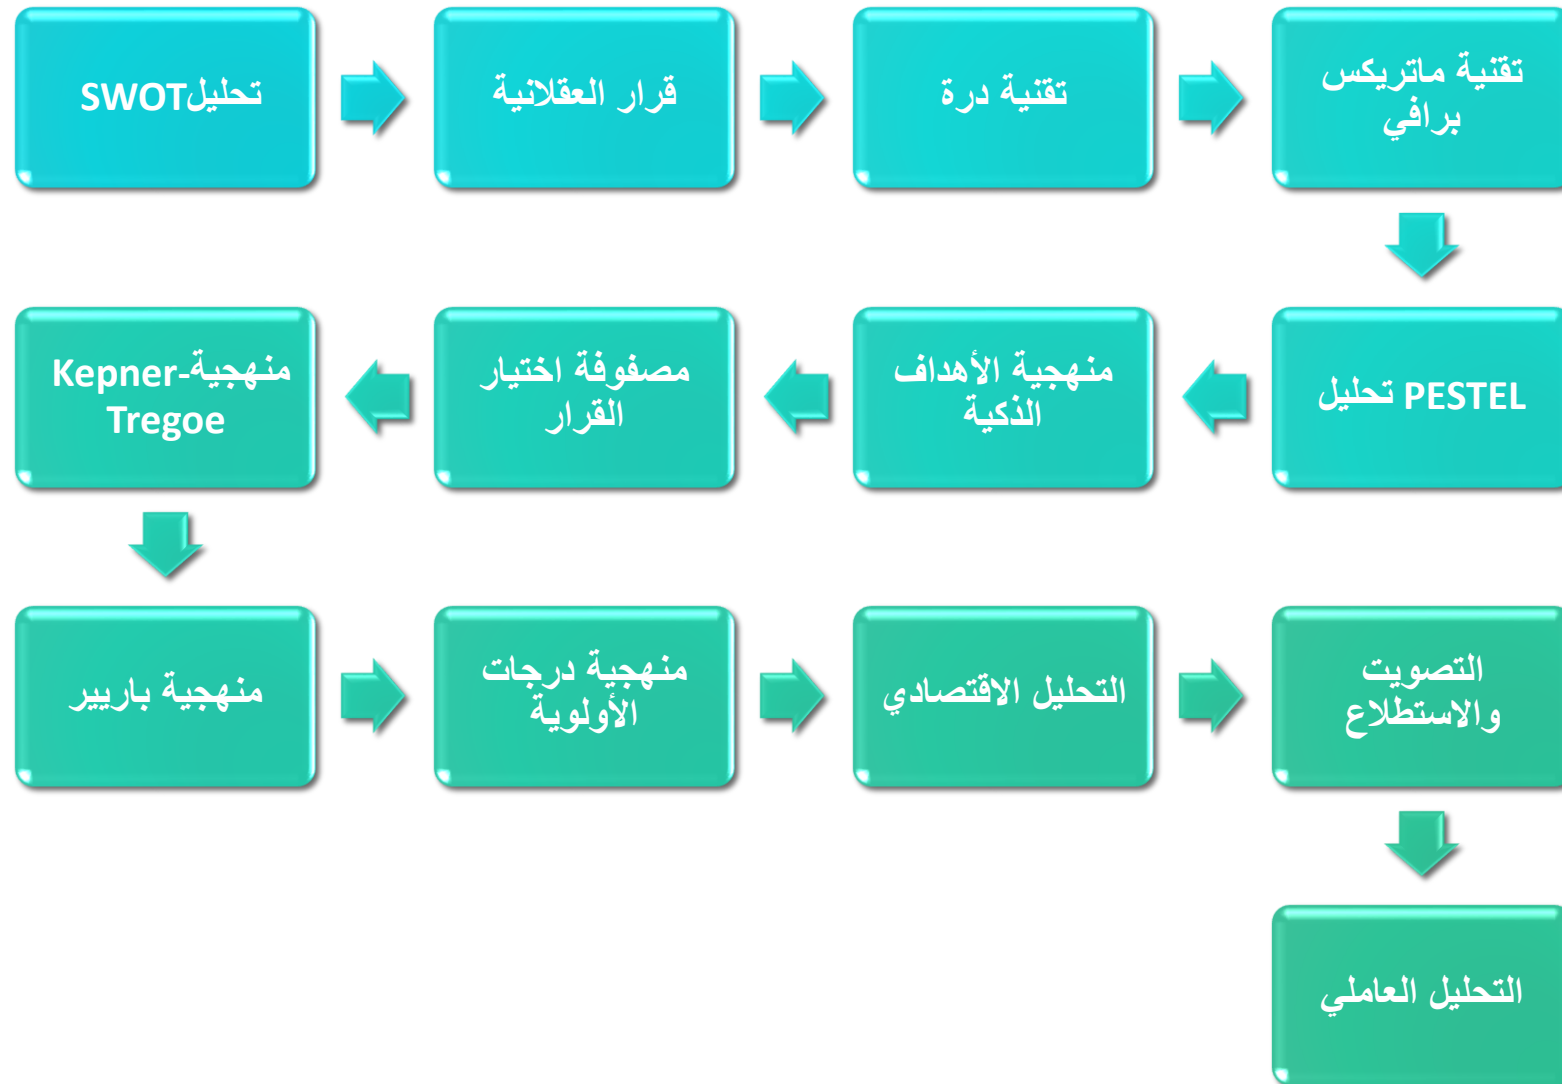 تحليلSWOT
قرار العقلانية
تقنية درة
تقنية ماتريكس
برافي
PESTEL تحليل
منهجية الأهداف
الذكية
مصفوفة اختيار
القرار
منهجية-Kepner
Tregoe
منهجية باريير
منهجية درجات
الأولوية
التحليل الاقتصادي
التصويت
والاستطلاع
التحليل العاملي